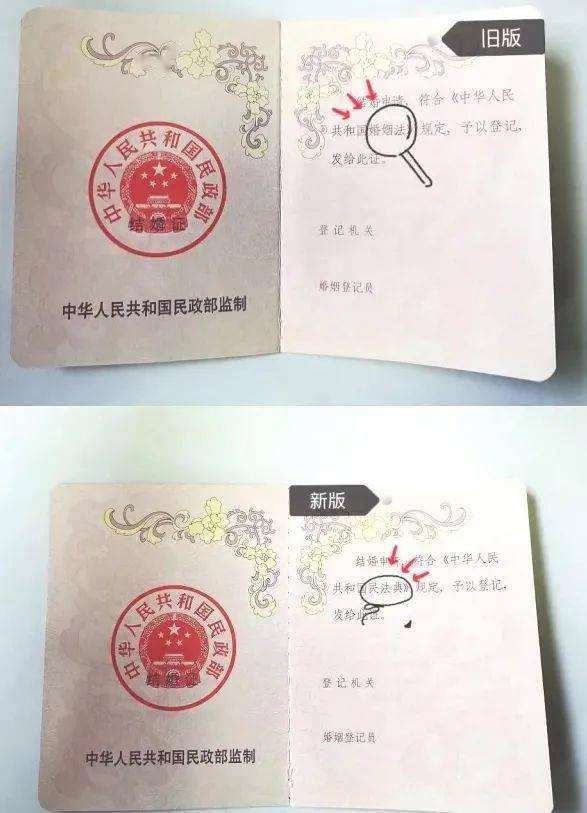 旧版
中华人民共和国民政部
结婚证
中华人民共和国民政部监制
结婚申请，符合《中华人民
共和国婚姻法》规定，予以登记，
发给此证。
登记机关
婚姻登记员
新版
中华人民共和国民政部
结婚证
中华人民共和国民政部监制
结婚申请，符合《中华人民
共和国民法典》规定，予以登记，
发给此证。
登记机关
婚姻登记员